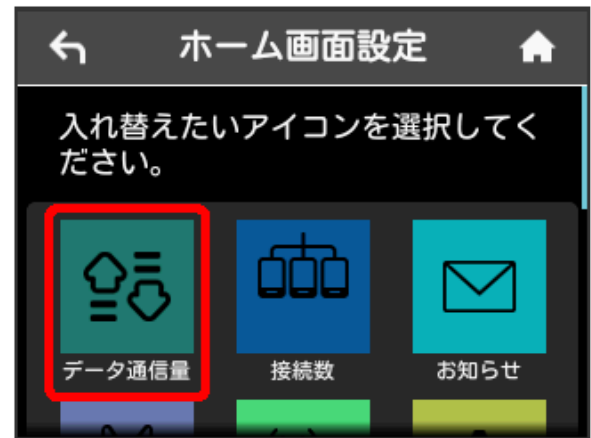 ホーム画面設定
入れ替えたいアイコンを選択してく
ださい。
データ通信量 接続数 お知らせ